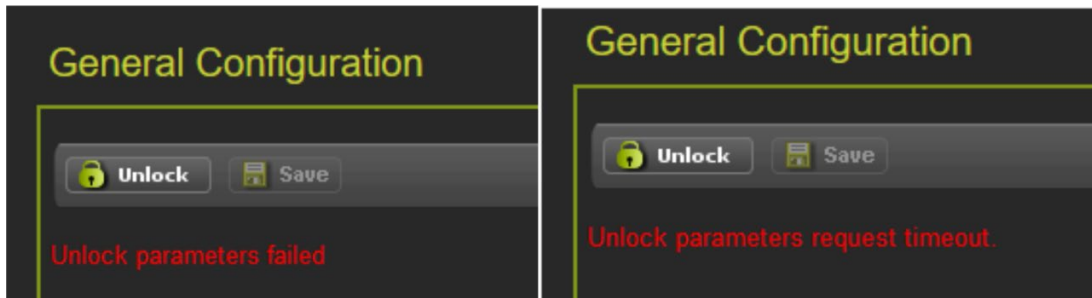 General Configuration
Unlock Save
Unlock parameters failed
General Configuration
Unlock Save
Unlock parameters request timeout.